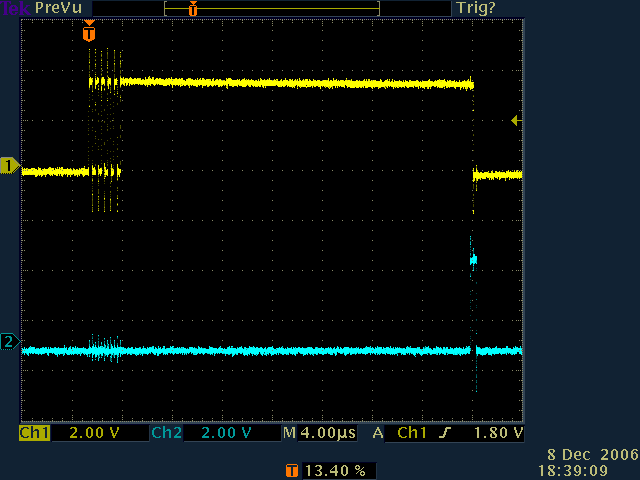 Tek PreVu Trig?
T
T
1
2
Ch1 2.00 V Ch2 2.00 V M 4.00µs A Ch1 ƒ 1.80 V
T 13.40 %
8 Dec 2006
18:39:09